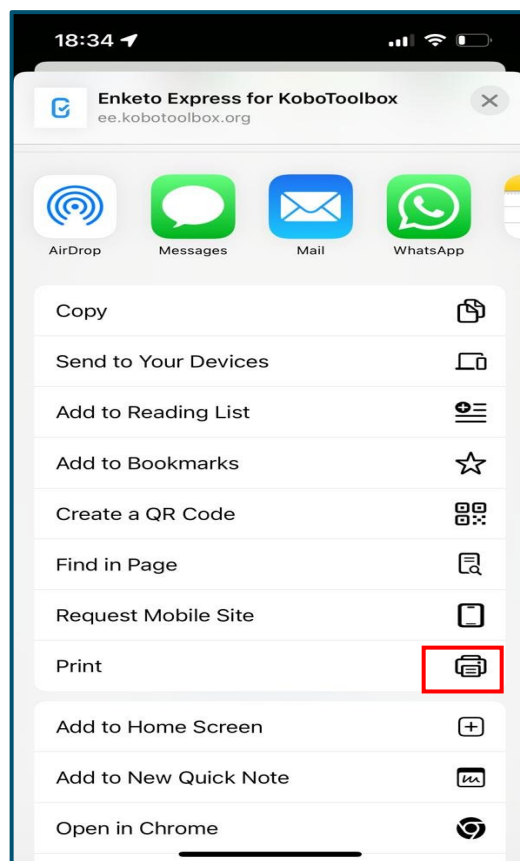 18:34
Enketo Express for KoboToolbox
ee.kobotoolbox.org
AirDrop Messages Mail WhatsApp
Copy
Send to Your Devices
Add to Reading List
Add to Bookmarks
Create a QR Code
Find in Page
Request Mobile Site
Print
Add to Home Screen
Add to New Quick Note
Open in Chrome